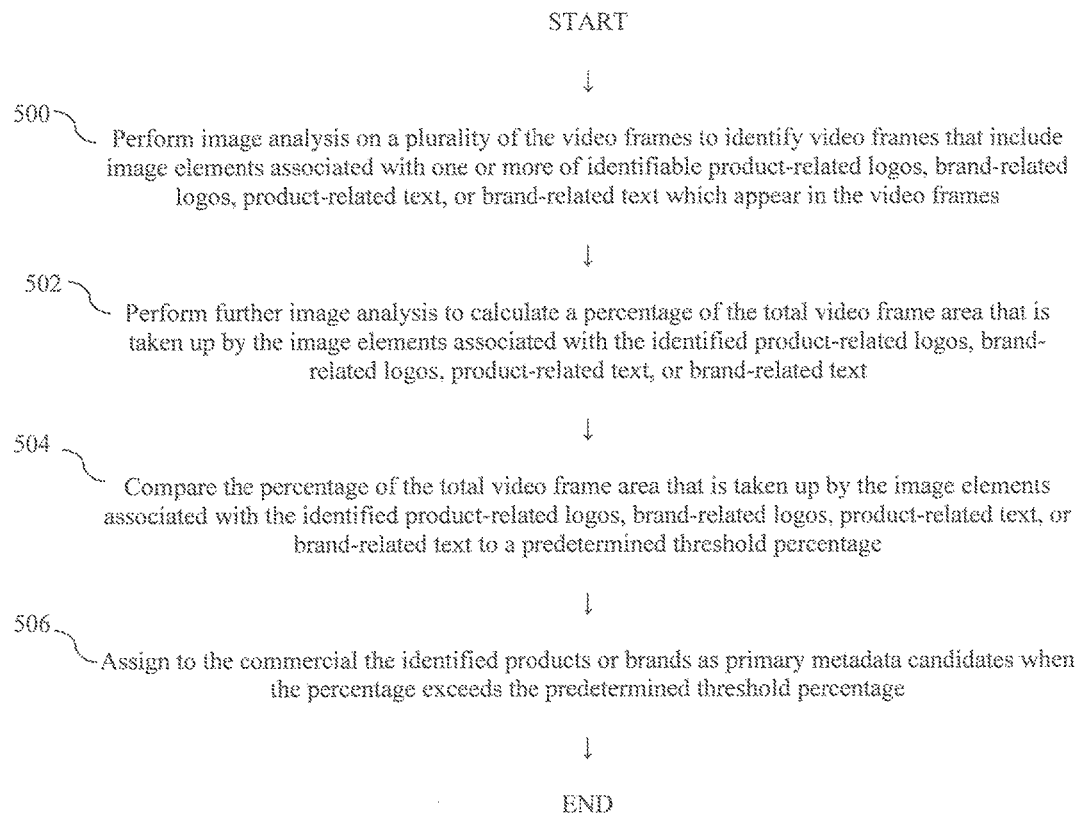 START
↓
500
Perform image analysis on a plurality of the video frames to identify video frames that include
image elements associated with one or more of identifiable product-related logos, brand-related
logos, product-related text, or brand-related text which appear in the video frames
↓
502
Perform further image analysis to calculate a percentage of the total video frame area that is
taken up by the image elements associated with the identified product-related logos, brand-
related logos, product-related text, or brand-related text
↓
504
Compare the percentage of the total video frame area that is taken up by the image elements
associated with the identified product-related logos, brand-related logos, product-related text, or
brand-related text to a predetermined threshold percentage
↓
506
Assign to the commercial the identified products or brands as primary metadata candidates when
the percentage exceeds the predetermined threshold percentage
↓
END